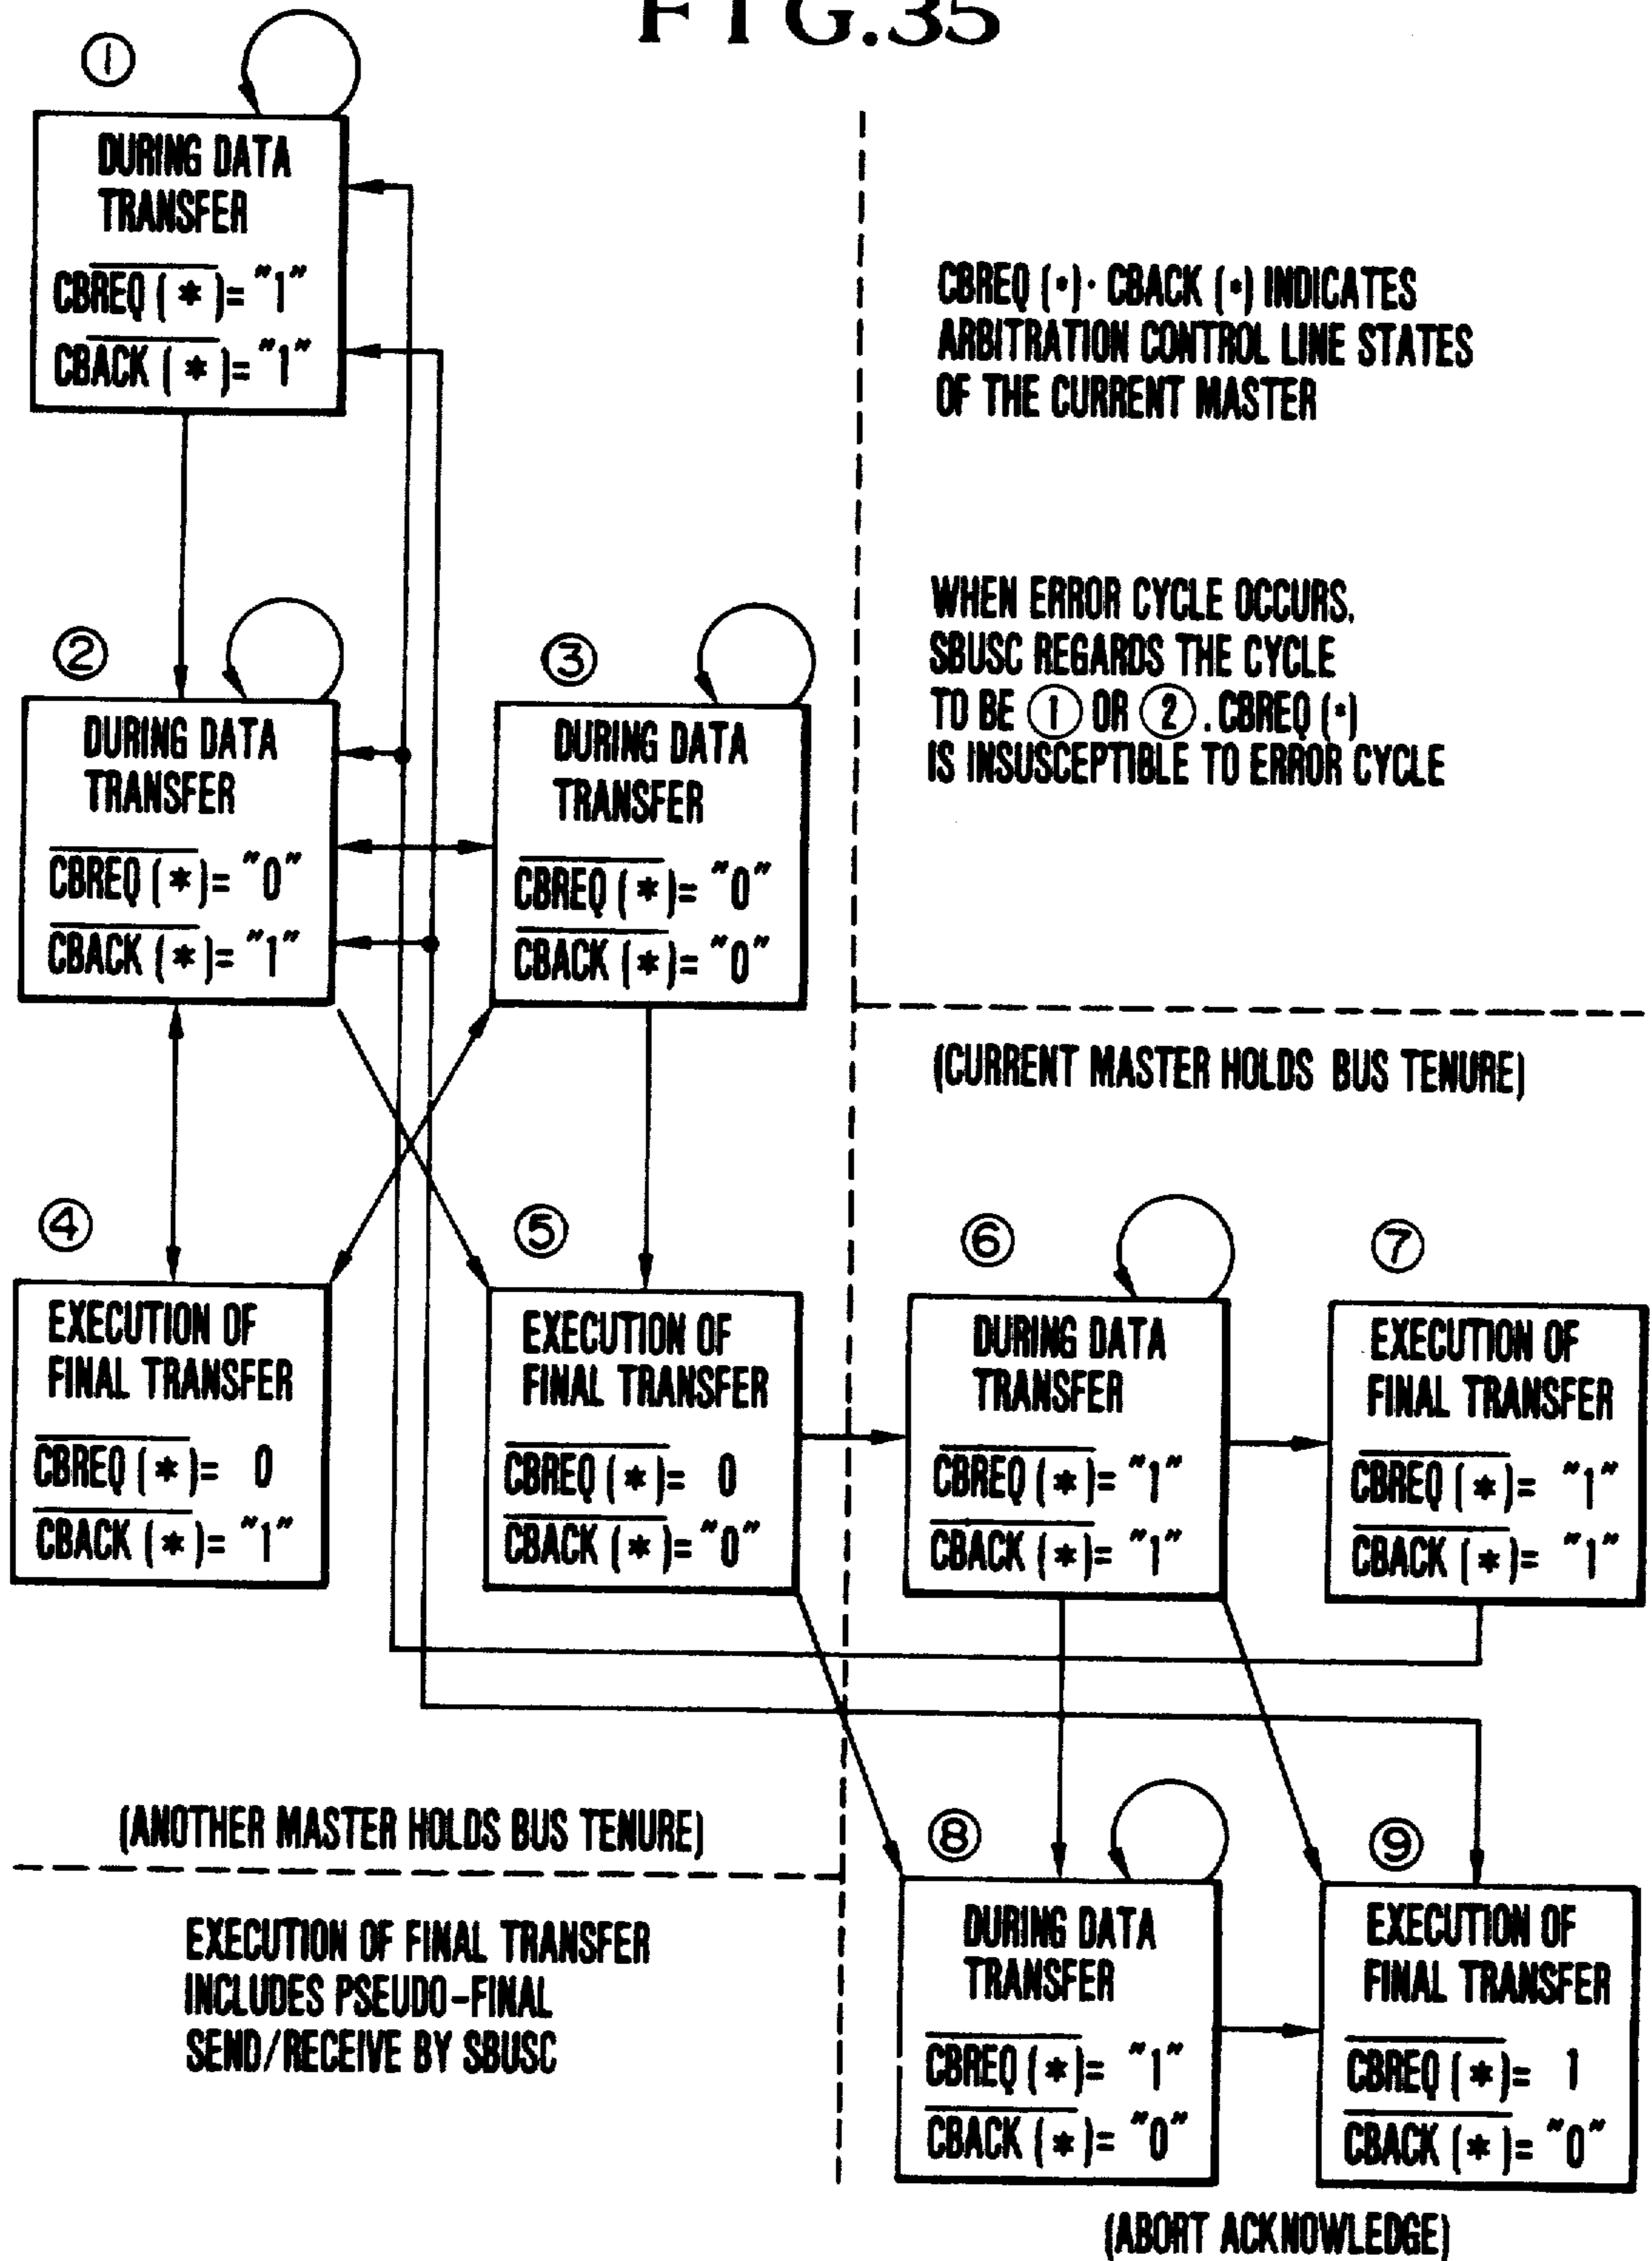 FIG.35
①
DURING DATA
TRANSFER
CBREQ (*)= "1"
CBACK (*)= "1"
CBREQ (*)· CBACK (*) INDICATES
ARBITRATION CONTROL LINE STATES
OF THE CURRENT MASTER
WHEN ERROR CYCLE OCCURS,
SBUSC REGARDS THE CYCLE
TO BE ① OR ②. CBREQ (*)
IS INSUSCEPTIBLE TO ERROR CYCLE
②
DURING DATA
TRANSFER
CBREQ (*)= "0"
CBACK (*)= "1"
③
DURING DATA
TRANSFER
CBREQ (*)= "0"
CBACK (*)= "0"
(CURRENT MASTER HOLDS BUS TENURE)
④
EXECUTION OF
FINAL TRANSFER
CBREQ (*)= 0
CBACK (*)= "1"
⑤
EXECUTION OF
FINAL TRANSFER
CBREQ (*)= 0
CBACK (*)= "0"
⑥
DURING DATA
TRANSFER
CBREQ (*)= "1"
CBACK (*)= "1"
⑦
EXECUTION OF
FINAL TRANSFER
CBREQ (*)= "1"
CBACK (*)= "1"
(ANOTHER MASTER HOLDS BUS TENURE)
EXECUTION OF FINAL TRANSFER
INCLUDES PSEUDO-FINAL
SEND/RECEIVE BY SBUSC
⑧
DURING DATA
TRANSFER
CBREQ (*)= "1"
CBACK (*)= "0"
⑨
EXECUTION OF
FINAL TRANSFER
CBREQ (*)= 1
CBACK (*)= "0"
(ABORT ACKNOWLEDGE)